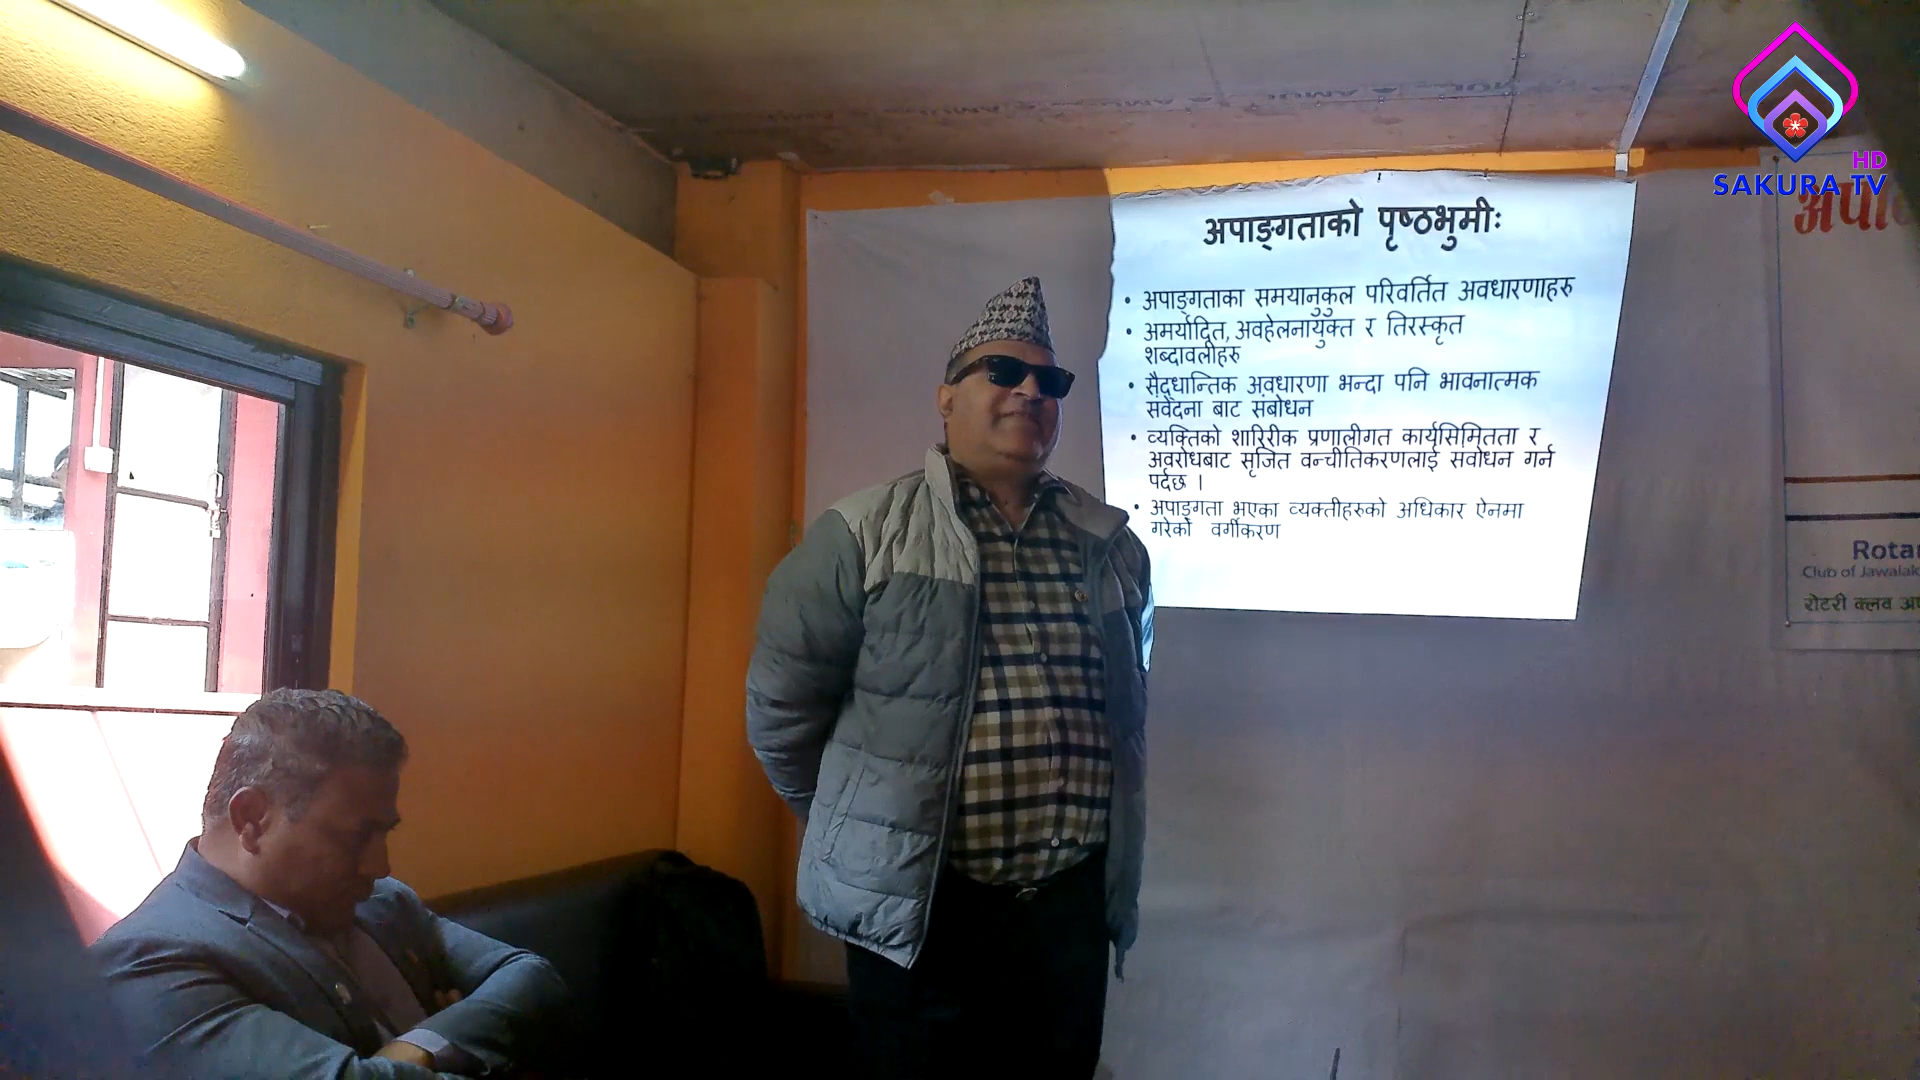 HD
SAKURA TV
अपाङ्गताको पृष्ठभुमीः
• अपाङ्गताका समयानुकुल परिवर्तित अवधारणाहरु
• अमर्यादित, अवहेलनायुक्त र तिरस्कृत
शब्दावलीहरु
• सैद्धान्तिक अवधारणा भन्दा पनि भावनात्मक
संवेदना बाट संबोधन
• व्यक्तिको शारिरीक प्रणालीगत कार्यसिमितता र
अवरोधबाट सृजित वन्चीतिकरणलाई संवोधन गर्न
पर्दछ ।
• अपाङ्गता भएका व्यक्तीहरुको अधिकार ऐनमा
गरेको वर्गीकरण
Club of
रोटरी क्लव